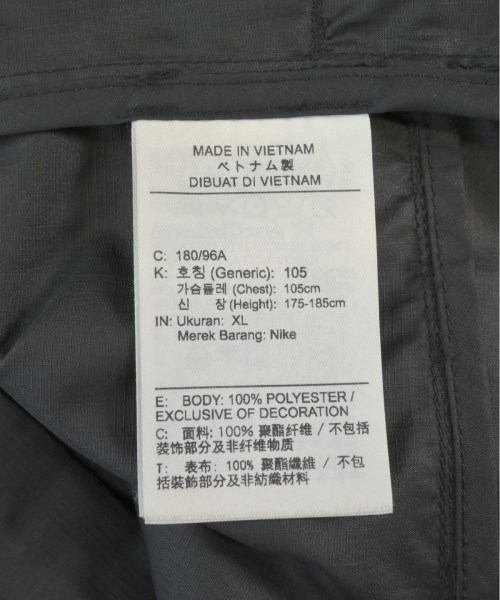 MADE IN VIETNAM
ベトナム製
DIBUAT DI VIETNAM
C: 180/96A
K: 호칭 (Generic): 105
가슴둘레 (Chest): 105cm
신 장 (Height): 175-185cm
IN: Ukuran: XL
Merek Barang: Nike
E: BODY: 100% POLYESTER /
EXCLUSIVE OF DECORATION
C: 面料: 100% 聚酯纤维 / 不包括
装饰部分及非纤维物质
T: 表布: 100% 聚酯纖維 / 不包
括裝飾部分及非紡織材料